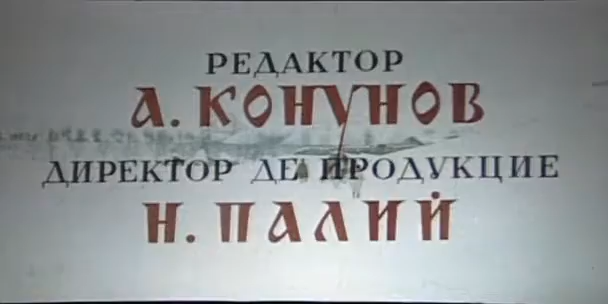 РЕДАКТОР
А. КОНУНОВ
ДИРЕКТОР ДЕ ПРОДУКЦИЕ
Н. ПАЛИЙ